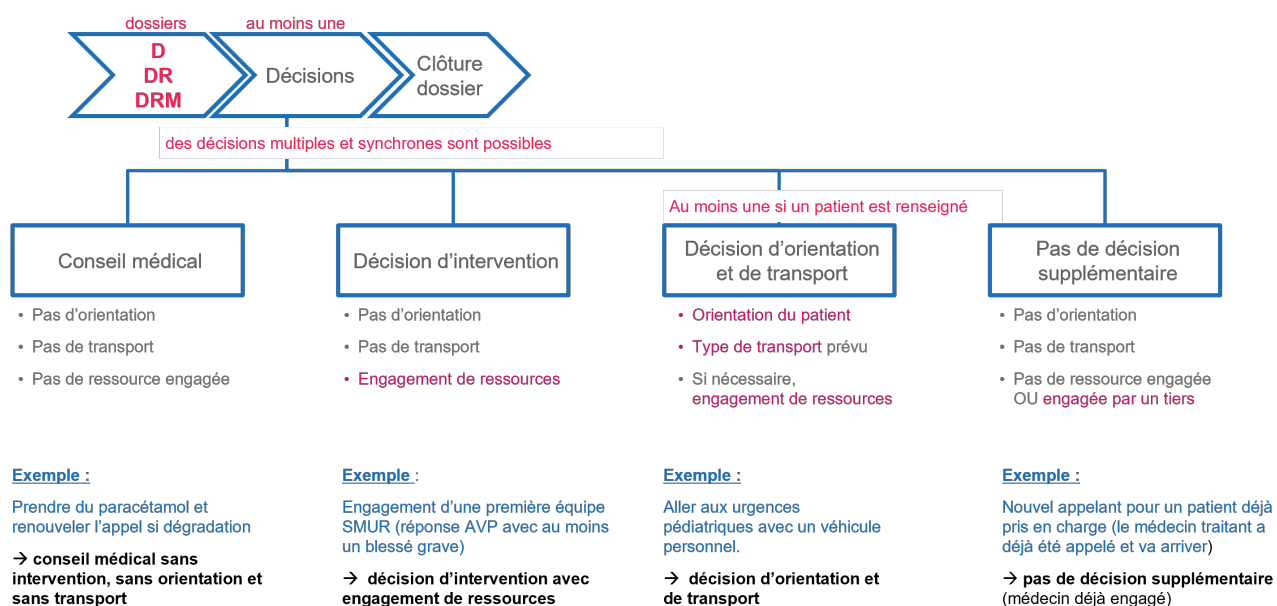 dossiers
au moins une
D
DR
DRM
Décisions
Clôture
dossier
des décisions multiples et synchrones sont possibles
Au moins une si un patient est renseigné
Conseil médical
• Pas d'orientation
• Pas de transport
• Pas de ressource engagée
Décision d'intervention
• Pas d'orientation
• Pas de transport
• Engagement de ressources
Décision d'orientation
et de transport
• Orientation du patient
• Type de transport prévu
• Si nécessaire,
engagement de ressources
Pas de décision
supplémentaire
• Pas d'orientation
• Pas de transport
• Pas de ressource engagée
OU engagée par un tiers
Exemple :
Prendre du paracétamol et
renouveler l'appel si dégradation
→ conseil médical sans
intervention, sans orientation et
sans transport
Exemple :
Engagement d'une première équipe
SMUR (réponse AVP avec au moins
un blessé grave)
→ décision d'intervention avec
engagement de ressources
Exemple :
Aller aux urgences
pédiatriques avec un véhicule
personnel.
→ décision d'orientation et
de transport
Exemple :
Nouvel appelant pour un patient déjà
pris en charge (le médecin traitant a
déjà été appelé et va arriver)
→ pas de décision supplémentaire
(médecin déjà engagé)